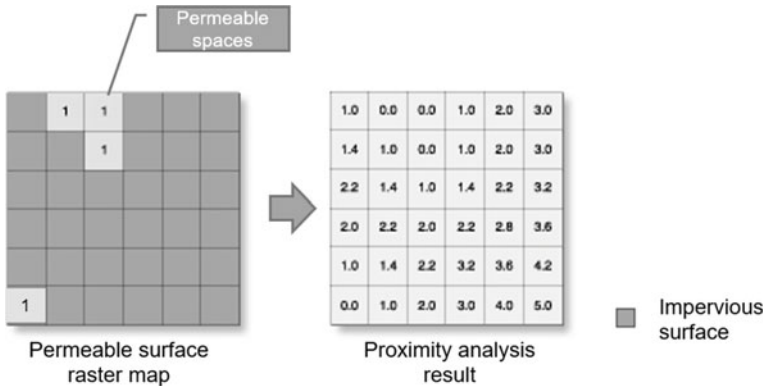 Permeable
spaces
1 1
1
1
1.0 0.0 0.0 1.0 2.0 3.0
1.4 1.0 0.0 1.0 2.0 3.0
2.2 1.4 1.0 1.4 2.2 3.2
2.0 2.2 2.0 2.2 2.8 3.6
1.0 1.4 2.2 3.2 3.6 4.2
0.0 1.0 2.0 3.0 4.0 5.0
Permeable surface
raster map
Proximity analysis
result
Impervious
surface